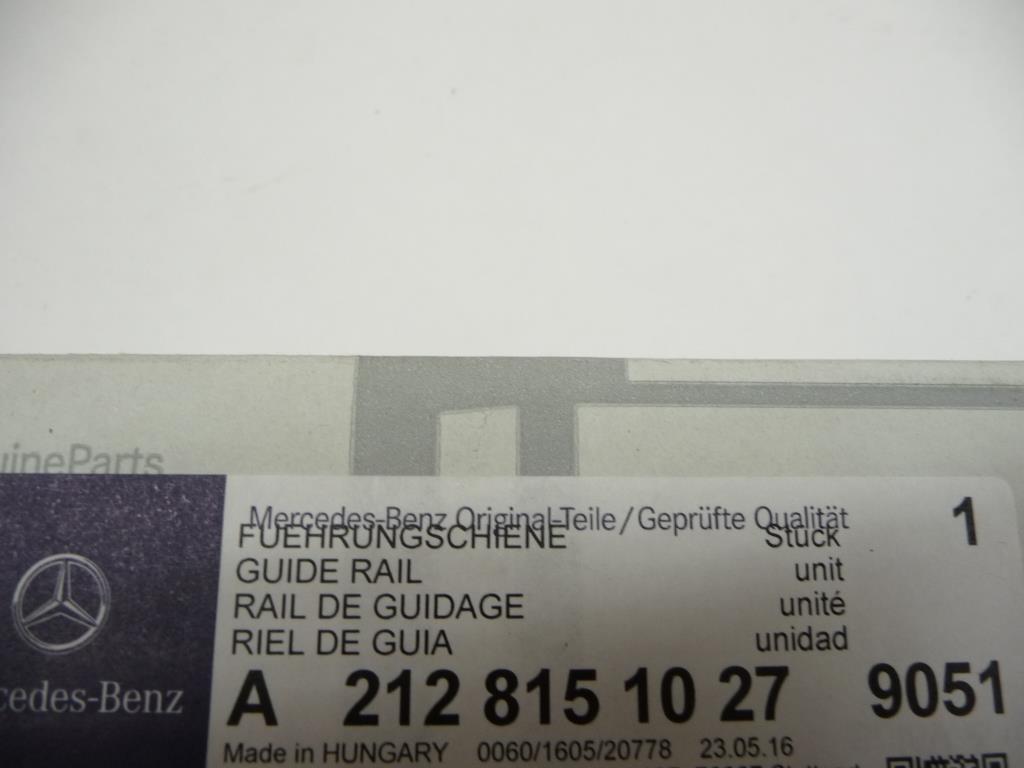 uineParts
Mercedes-Benz Original-Teile/Geprüfte Qualität
FUEHRUNGSCHIENE Stück 1
GUIDE RAIL unit
RAIL DE GUIDAGE unité
RIEL DE GUIA unidad
cedes-Benz
A 212 815 10 27 9051
Made in HUNGARY 0060/1605/20778 23.05.16